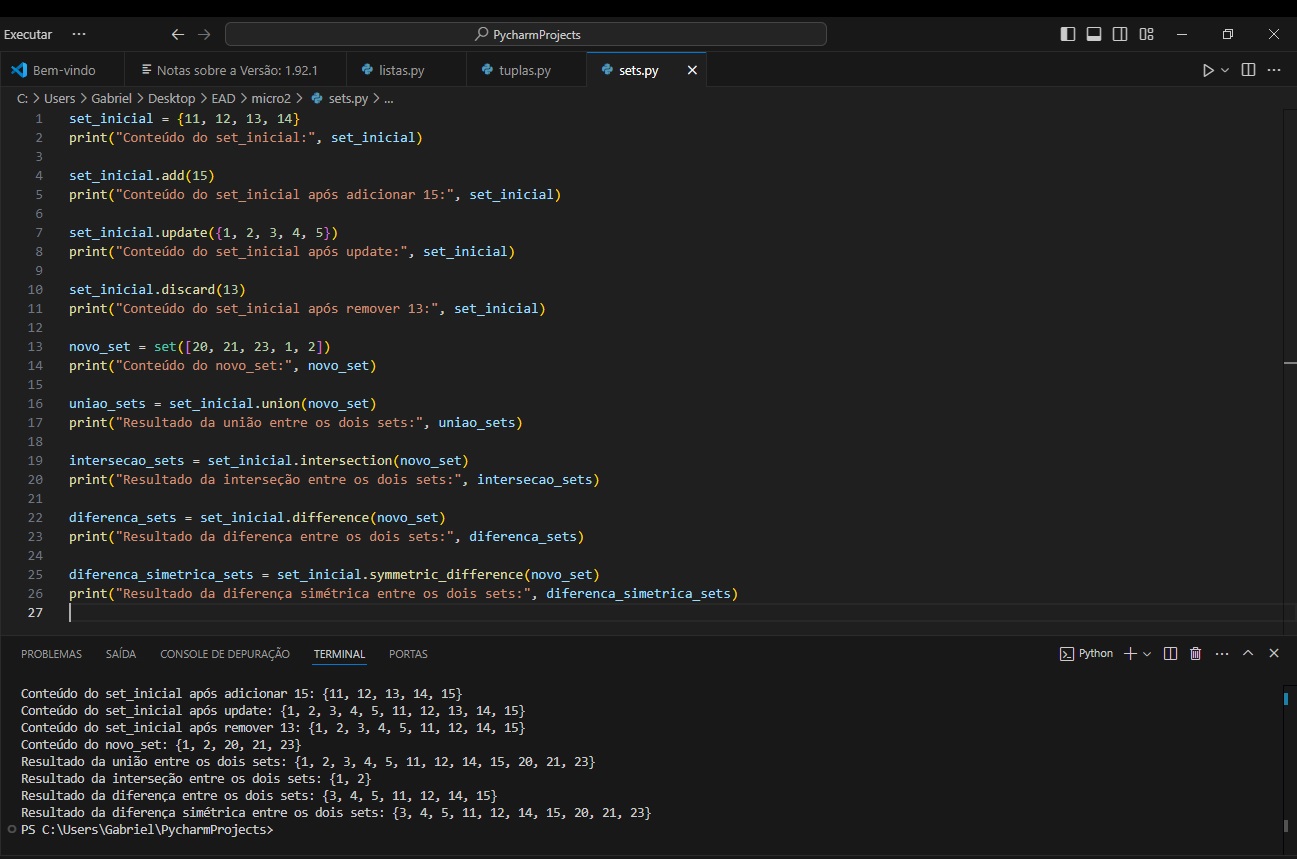 Executar ··· PycharmProjects
Bem-vindo Notas sobre a Versão: 1.92.1 listas.py tuplas.py sets.py
C: > Users > Gabriel > Desktop > EAD > micro2 > sets.py > ...
1 set_inicial = {11, 12, 13, 14}
2 print("Conteúdo do set_inicial:", set_inicial)
3
4 set_inicial.add(15)
5 print("Conteúdo do set_inicial após adicionar 15:", set_inicial)
6
7 set_inicial.update({1, 2, 3, 4, 5})
8 print("Conteúdo do set_inicial após update:", set_inicial)
9
10 set_inicial.discard(13)
11 print("Conteúdo do set_inicial após remover 13:", set_inicial)
12
13 novo_set = set([20, 21, 23, 1, 2])
14 print("Conteúdo do novo_set:", novo_set)
15
16 uniao_sets = set_inicial.union(novo_set)
17 print("Resultado da união entre os dois sets:", uniao_sets)
18
19 intersecao_sets = set_inicial.intersection(novo_set)
20 print("Resultado da interseção entre os dois sets:", intersecao_sets)
21
22 diferenca_sets = set_inicial.difference(novo_set)
23 print("Resultado da diferença entre os dois sets:", diferenca_sets)
24
25 diferenca_simetrica_sets = set_inicial.symmetric_difference(novo_set)
26 print("Resultado da diferença simétrica entre os dois sets:", diferenca_simetrica_sets)
27
PROBLEMAS SAÍDA CONSOLE DE DEPURAÇÃO TERMINAL PORTAS Python
Conteúdo do set_inicial após adicionar 15: {11, 12, 13, 14, 15}
Conteúdo do set_inicial após update: {1, 2, 3, 4, 5, 11, 12, 13, 14, 15}
Conteúdo do set_inicial após remover 13: {1, 2, 3, 4, 5, 11, 12, 14, 15}
Conteúdo do novo_set: {1, 2, 20, 21, 23}
Resultado da união entre os dois sets: {1, 2, 3, 4, 5, 11, 12, 14, 15, 20, 21, 23}
Resultado da interseção entre os dois sets: {1, 2}
Resultado da diferença entre os dois sets: {3, 4, 5, 11, 12, 14, 15}
Resultado da diferença simétrica entre os dois sets: {3, 4, 5, 11, 12, 14, 15, 20, 21, 23}
PS C:\Users\Gabriel\PycharmProjects>